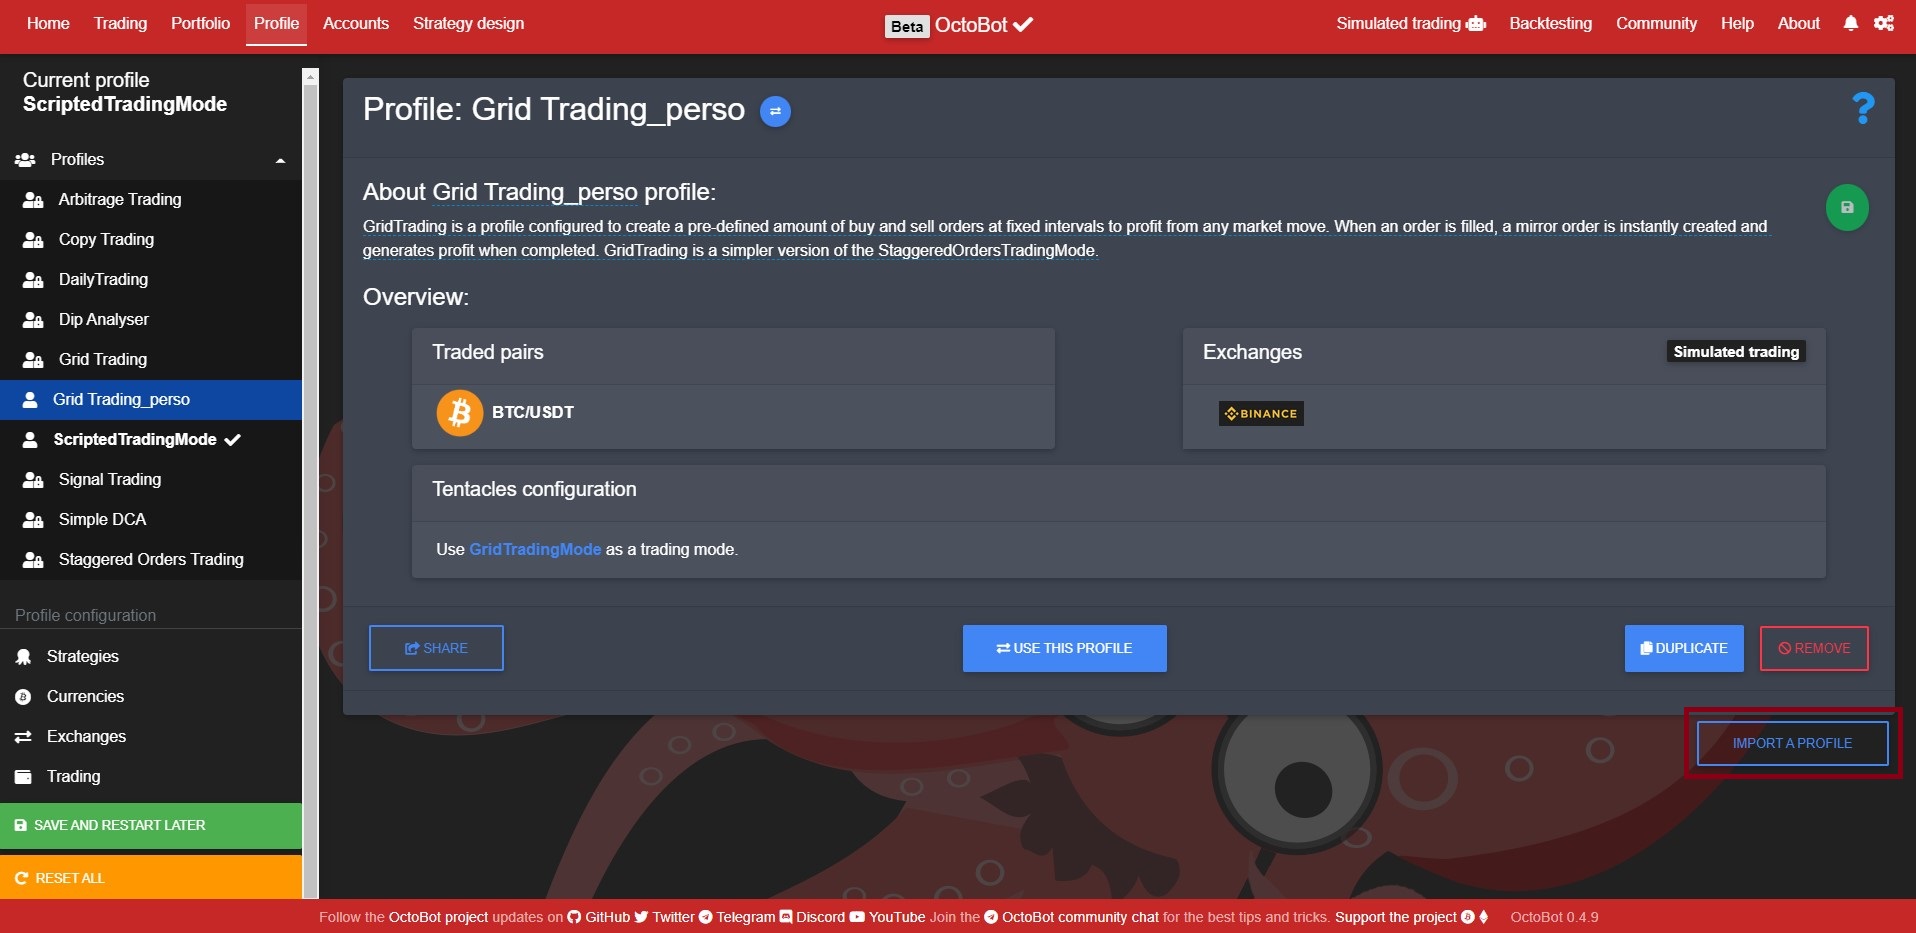 Home Trading Portfolio Profile Accounts Strategy design
Beta OctoBot
Simulated trading Backtesting Community Help About
Current profile
ScriptedTradingMode
Profiles
Arbitrage Trading
Copy Trading
DailyTrading
Dip Analyser
Grid Trading
Grid Trading_perso
ScriptedTradingMode
Signal Trading
Simple DCA
Staggered Orders Trading
Profile configuration
Strategies
Currencies
Exchanges
Trading
SAVE AND RESTART LATER
RESET ALL
Profile: Grid Trading_perso
?
About Grid Trading_perso profile:
GridTrading is a profile configured to create a pre-defined amount of buy and sell orders at fixed intervals to profit from any market move. When an order is filled, a mirror order is instantly created and
generates profit when completed. GridTrading is a simpler version of the StaggeredOrdersTradingMode.
Overview:
Traded pairs
BTC/USDT
Exchanges
Simulated trading
BINANCE
Tentacles configuration
Use GridTradingMode as a trading mode.
SHARE
USE THIS PROFILE
DUPLICATE
REMOVE
IMPORT A PROFILE
Follow the OctoBot project updates on GitHub Twitter Telegram Discord YouTube Join the OctoBot community chat for the best tips and tricks. Support the project OctoBot 0.4.9